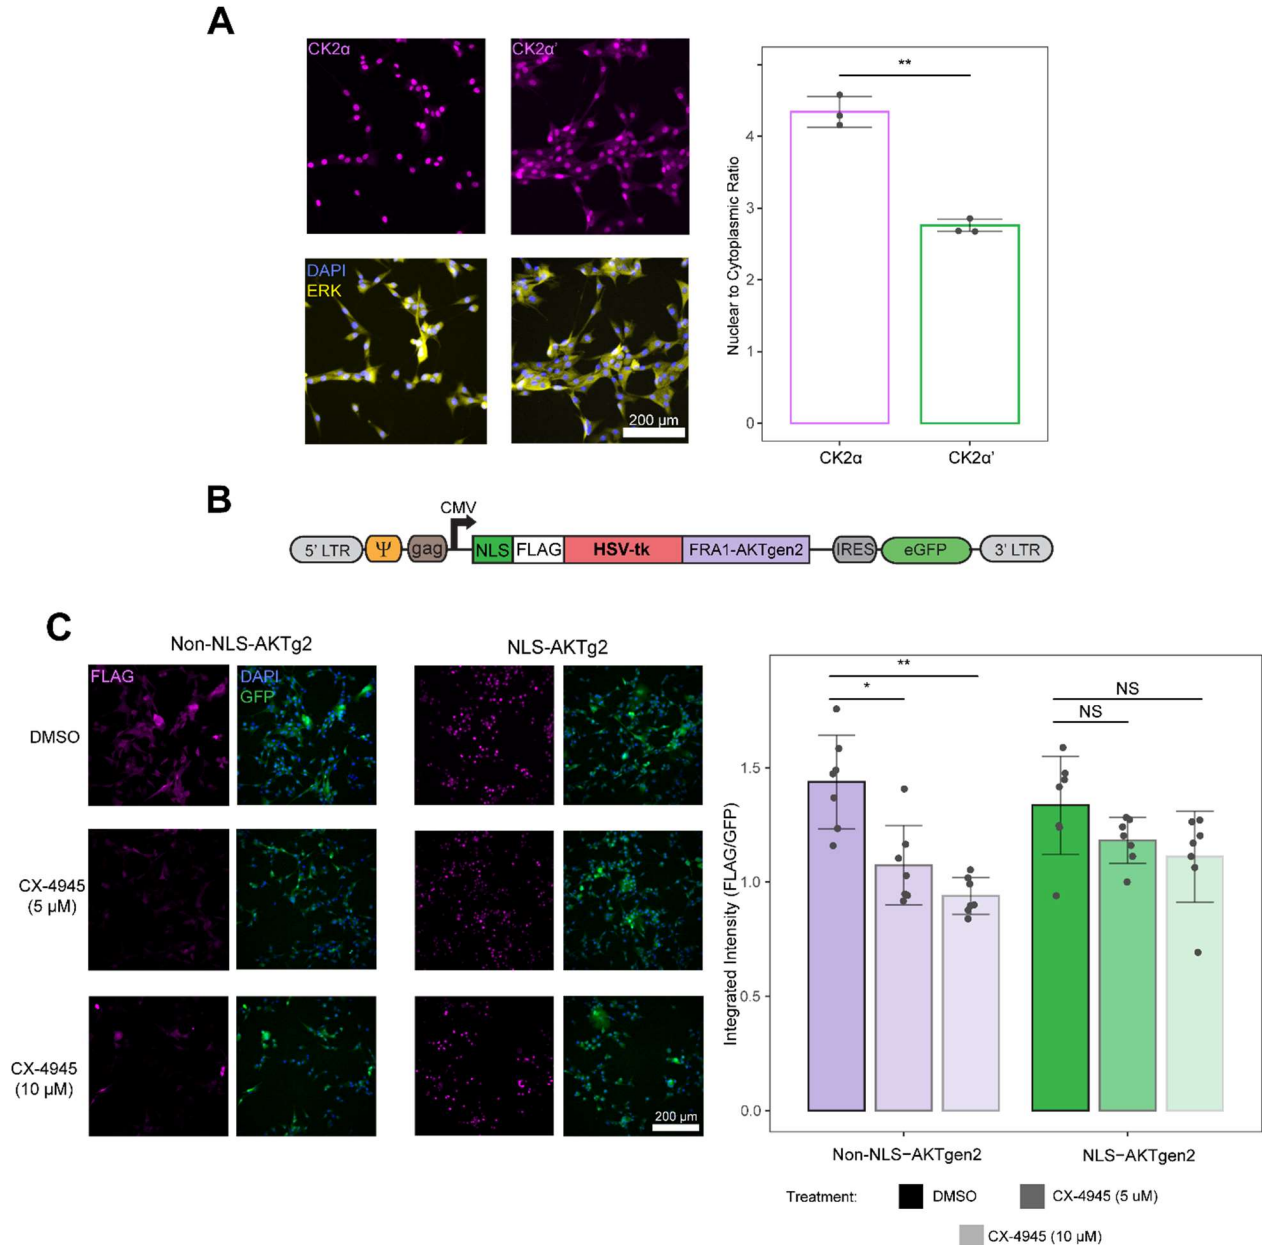 A
CK2α
CK2α’
DAPI
ERK
200 µm
Nuclear to Cytoplasmic Ratio
4
3
2
1
0
**
CK2α
CK2α’
B
CMV
5’ LTR
Ψ
gag
NLS
FLAG
HSV-tk
FRA1-AKTgen2
IRES
eGFP
3’ LTR
C
Non-NLS-AKTg2
NLS-AKTg2
FLAG
DAPI
GFP
DMSO
CX-4945
(5 µM)
CX-4945
(10 µM)
200 µm
Integrated Intensity (FLAG/GFP)
1.5
1.0
0.5
0.0
**
*
NS
NS
Non-NLS−AKTgen2
NLS−AKTgen2
Treatment:
DMSO
CX-4945 (5 uM)
CX-4945 (10 µM)